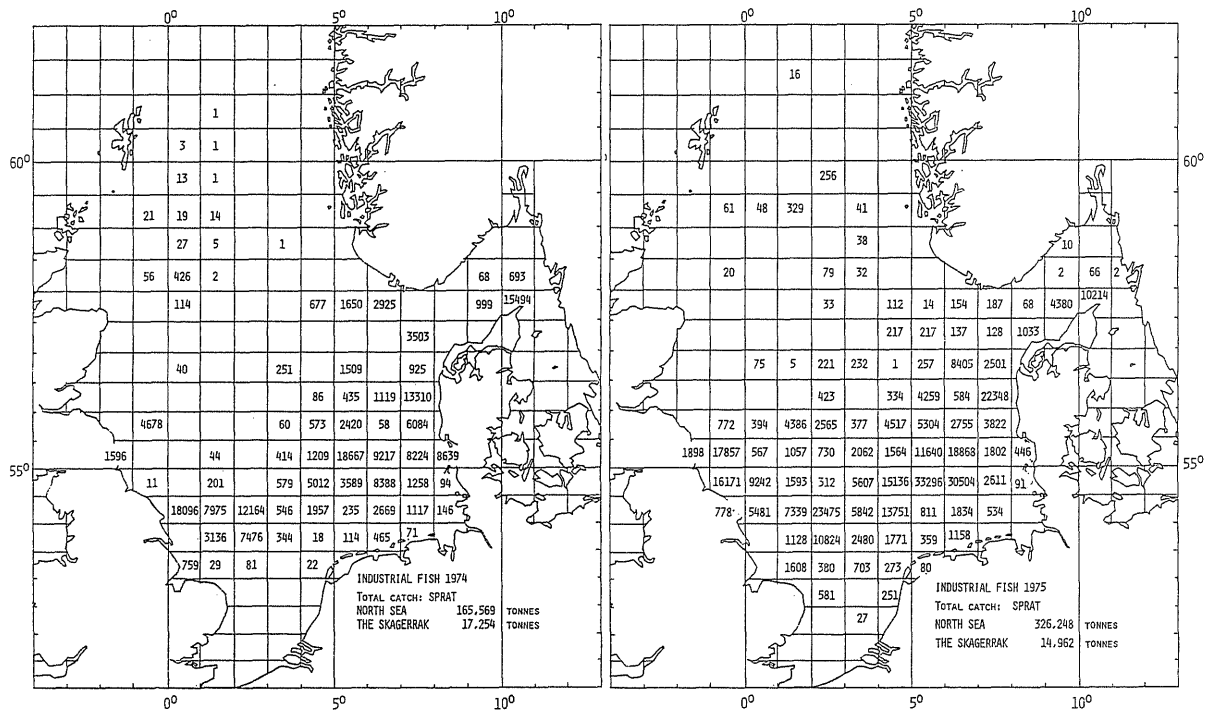 0° 5° 10°
1
3 1
60°
13 1
21 19 14
27 5 1
56 426 2 68 693
114 677 1650 2925 999 15494
3503
40 251 1509 925
86 435 1119 13310
4678 60 573 2420 58 6084
1596 44 414 1209 18667 9217 8224 8639
55°
11 201 579 5012 3589 8388 1258 94
18096 7975 12164 546 1957 235 2669 1117 146
3136 7476 344 18 114 465 71
759 29 81 22
INDUSTRIAL FISH 1974
TOTAL CATCH: SPRAT
NORTH SEA 165,569 TONNES
THE SKAGERRAK 17,254 TONNES
0° 5° 10°
0° 5° 10°
16
60°
256
61 48 329 41
38 10
20 79 32 2 66 2
33 112 14 154 187 68 4380 10214
217 217 137 128 1033
75 5 221 232 1 257 8405 2501
423 334 4259 584 22348
772 394 4386 2565 377 4517 5304 2755 3822
1898 17857 567 1057 730 2062 1564 11640 18868 1802 446
55°
16171 9242 1593 312 5607 15136 33296 30504 2611 91
778 5481 7339 23475 5842 13751 811 1834 534
1128 10824 2480 1771 359 1158
1608 380 703 273 80
581 251
27
INDUSTRIAL FISH 1975
TOTAL CATCH: SPRAT
NORTH SEA 326,248 TONNES
THE SKAGERRAK 14,962 TONNES
0° 5° 10°